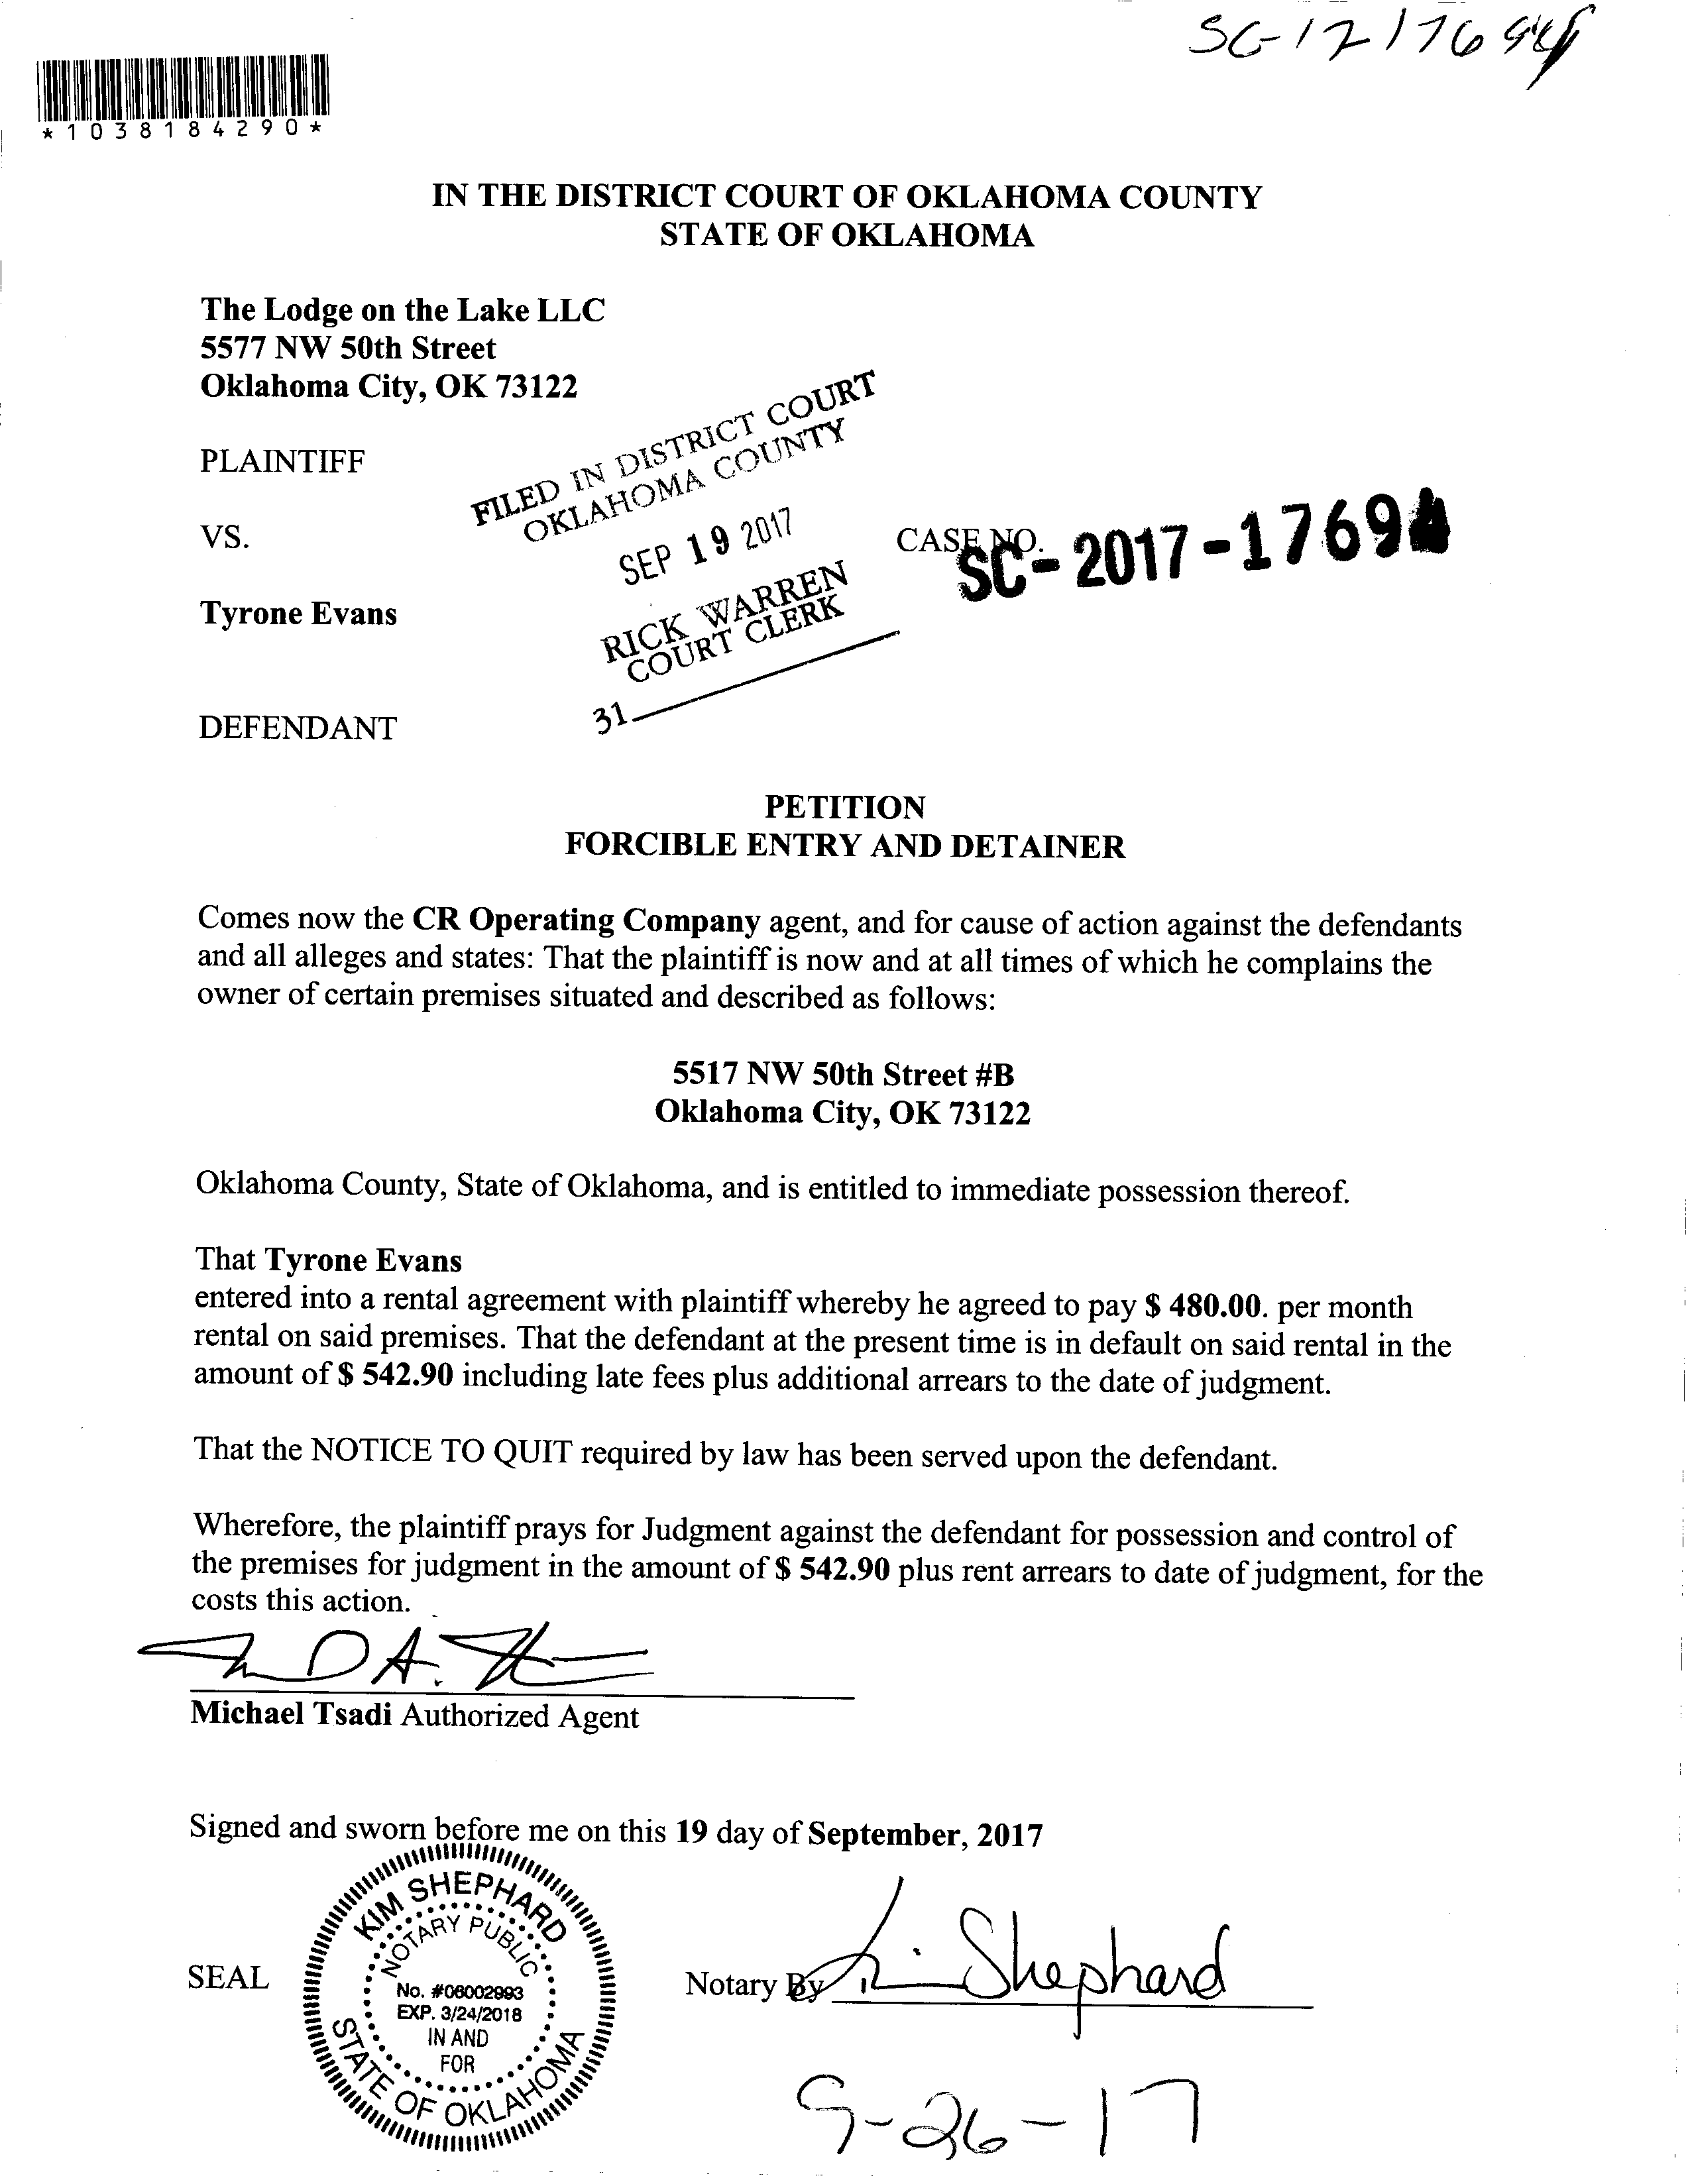 *1038184290*
IN THE DISTRICT COURT OF OKLAHOMA COUNTY
STATE OF OKLAHOMA
The Lodge on the Lake LLC
5577 NW 50th Street
Oklahoma City, OK 73122
PLAINTIFF
FILED IN DISTRICT COURT
OKLAHOMA COUNTY
SEP 19 2017
RICK WARREN
COURT CLERK
31
VS.
CASE NO.
SC-2017-1769
Tyrone Evans
DEFENDANT
PETITION
FORCIBLE ENTRY AND DETAINER
Comes now the CR Operating Company agent, and for cause of action against the defendants
and all alleges and states: That the plaintiff is now and at all times of which he complains the
owner of certain premises situated and described as follows:
5517 NW 50th Street #B
Oklahoma City, OK 73122
Oklahoma County, State of Oklahoma, and is entitled to immediate possession thereof.
That Tyrone Evans
entered into a rental agreement with plaintiff whereby he agreed to pay $ 480.00. per month
rental on said premises. That the defendant at the present time is in default on said rental in the
amount of $ 542.90 including late fees plus additional arrears to the date of judgment.
That the NOTICE TO QUIT required by law has been served upon the defendant.
Wherefore, the plaintiff prays for Judgment against the defendant for possession and control of
the premises for judgment in the amount of $ 542.90 plus rent arrears to date of judgment, for the
costs this action.
Michael Tsadi Authorized Agent
Signed and sworn before me on this 19 day of September, 2017
SEAL
KIM SHEPHARD
NOTARY PUBLIC
No. #06002993
EXP. 3/24/2018
IN AND
FOR
STATE OF OKLAHOMA
Notary By Shephard
9-26-17